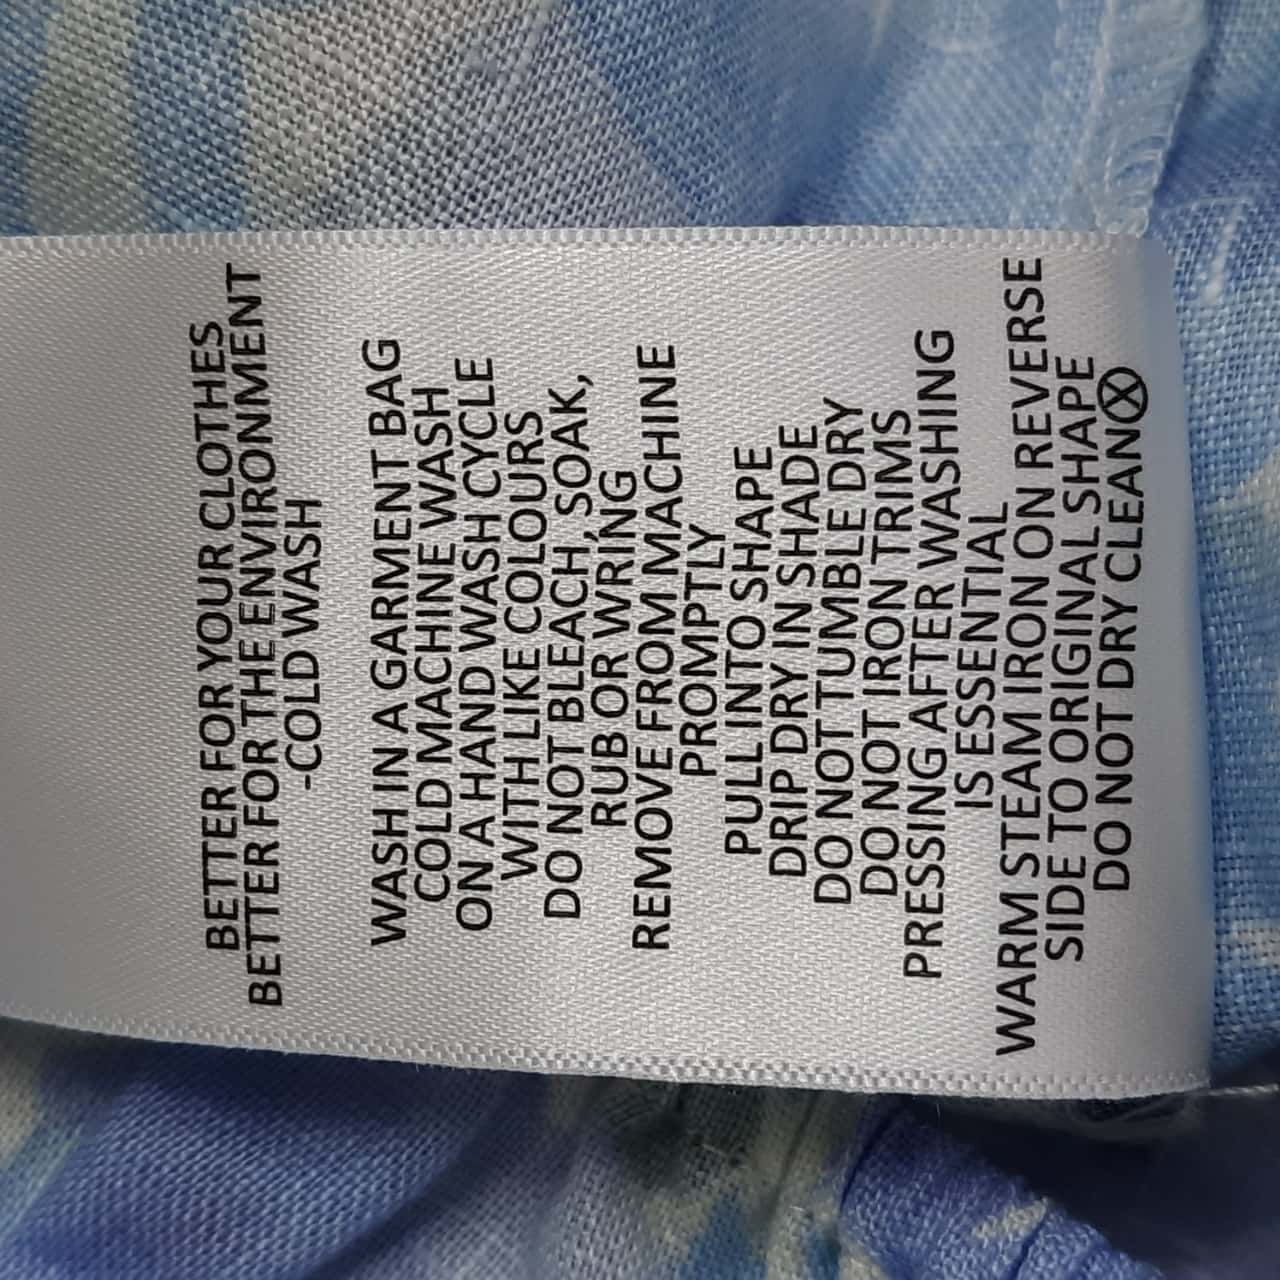 BETTER FOR YOUR CLOTHES
BETTER FOR THE ENVIRONMENT
-COLD WASH
WASH IN A GARMENT BAG
COLD MACHINE WASH
ON A HAND WASH CYCLE
WITH LIKE COLOURS
DO NOT BLEACH, SOAK,
RUB OR WRING
REMOVE FROM MACHINE
PROMPTLY
PULL INTO SHAPE
DRIP DRY IN SHADE
DO NOT TUMBLE DRY
DO NOT IRON TRIMS
PRESSING AFTER WASHING
IS ESSENTIAL
WARM STEAM IRON ON REVERSE
SIDE TO ORIGINAL SHAPE
DO NOT DRY CLEAN